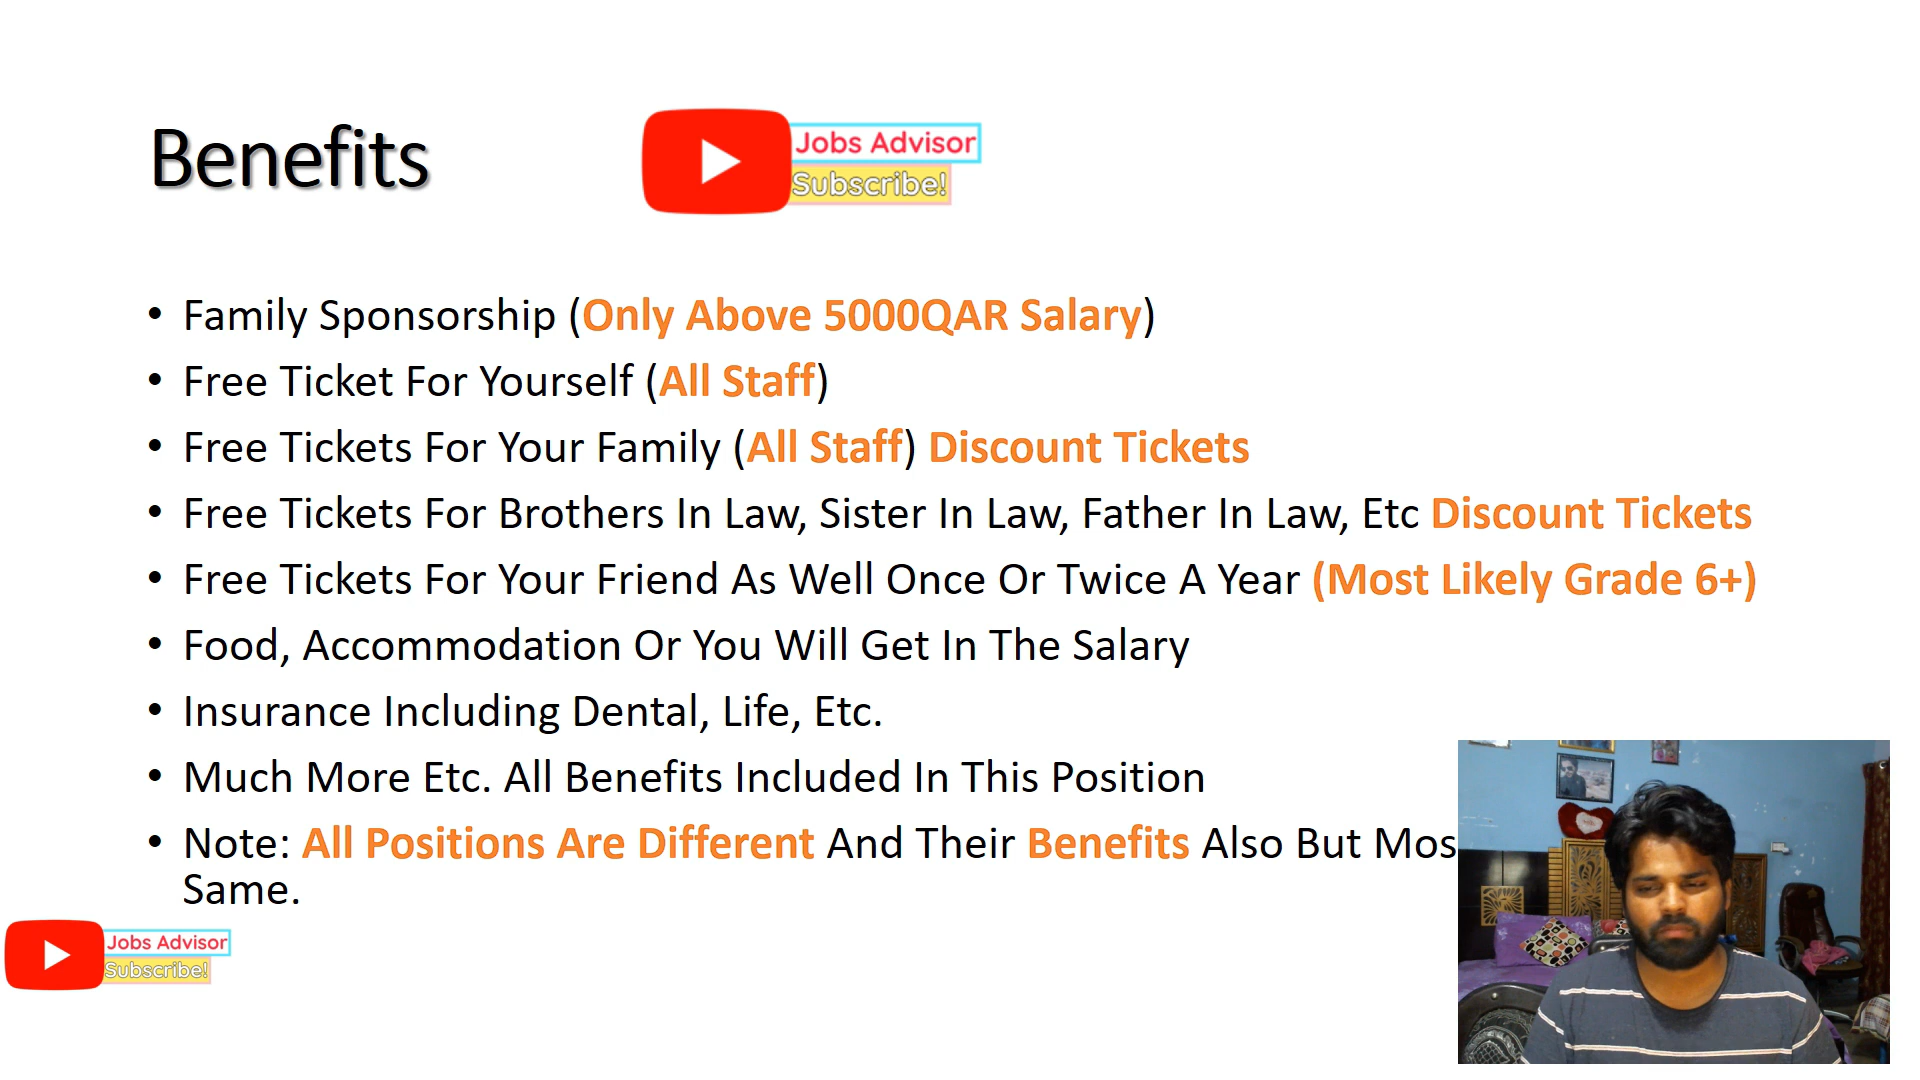 Benefits
Jobs Advisor
Subscribe!
• Family Sponsorship (Only Above 5000QAR Salary)
• Free Ticket For Yourself (All Staff)
• Free Tickets For Your Family (All Staff) Discount Tickets
• Free Tickets For Brothers In Law, Sister In Law, Father In Law, Etc Discount Tickets
• Free Tickets For Your Friend As Well Once Or Twice A Year (Most Likely Grade 6+)
• Food, Accommodation Or You Will Get In The Salary
• Insurance Including Dental, Life, Etc.
• Much More Etc. All Benefits Included In This Position
• Note: All Positions Are Different And Their Benefits Also But Mos
Same.
Jobs Advisor
Subscribe!